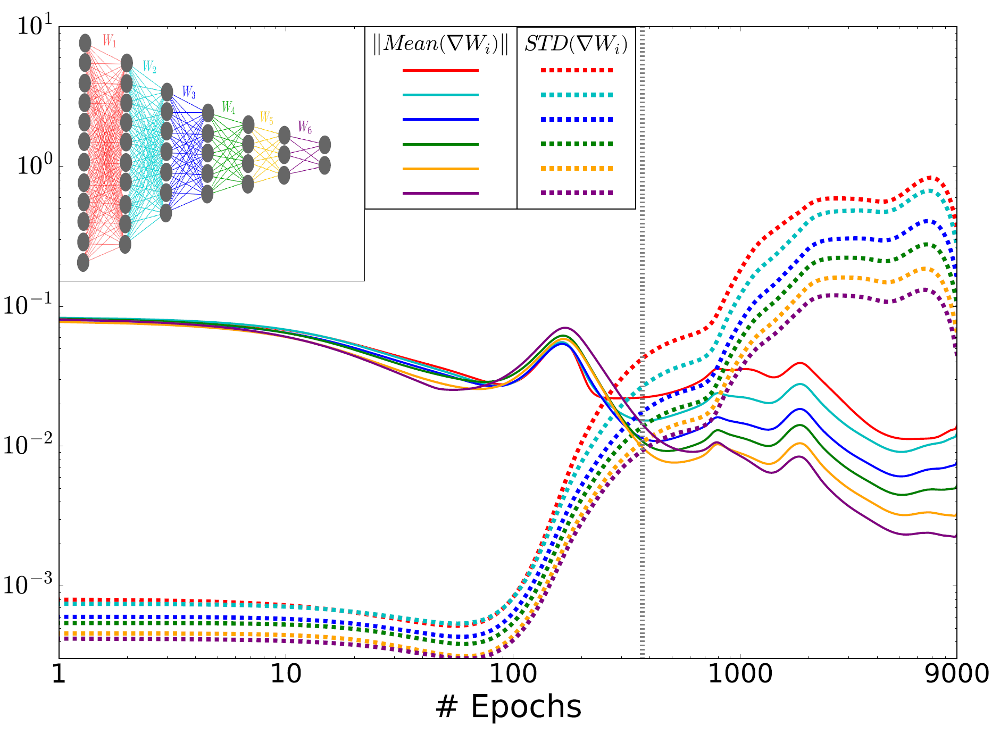 10^1
10^0
10^{-1}
10^{-2}
10^{-3}
W_1
W_2
W_3
W_4
W_5
W_6
‖Mean(∇W_i)‖
STD(∇W_i)
1 10 100 1000 9000
# Epochs